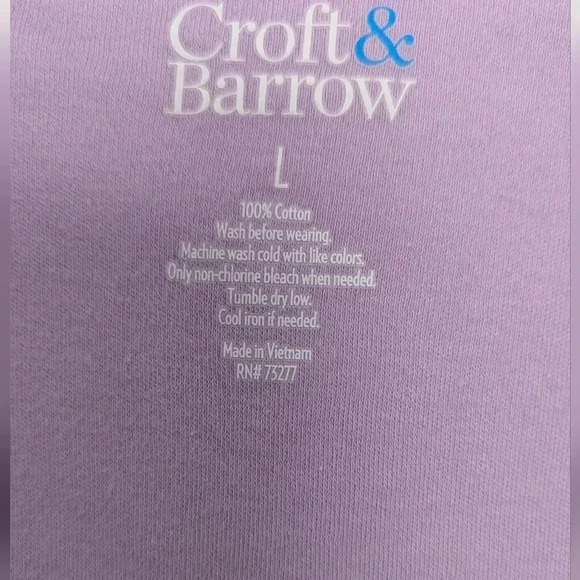 Croft &
Barrow
L
100% Cotton
Wash before wearing.
Machine wash cold with like colors.
Only non-chlorine bleach when needed.
Tumble dry low.
Cool iron if needed.
Made in Vietnam
RN# 73277